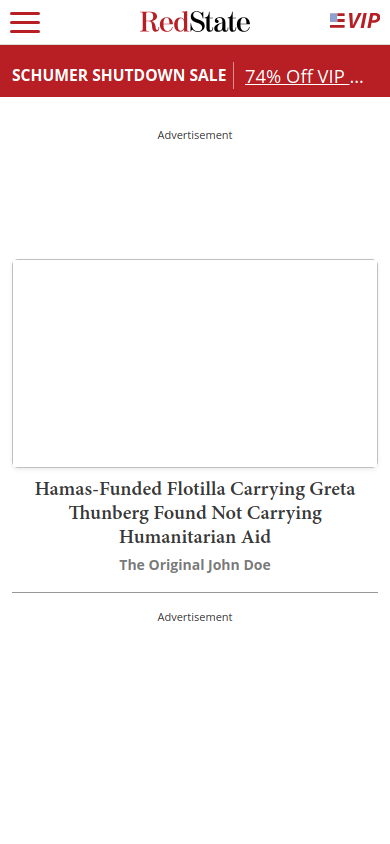 RedState
VIP
SCHUMER SHUTDOWN SALE
74% Off VIP ...
Advertisement
Hamas-Funded Flotilla Carrying Greta
Thunberg Found Not Carrying
Humanitarian Aid
The Original John Doe
Advertisement